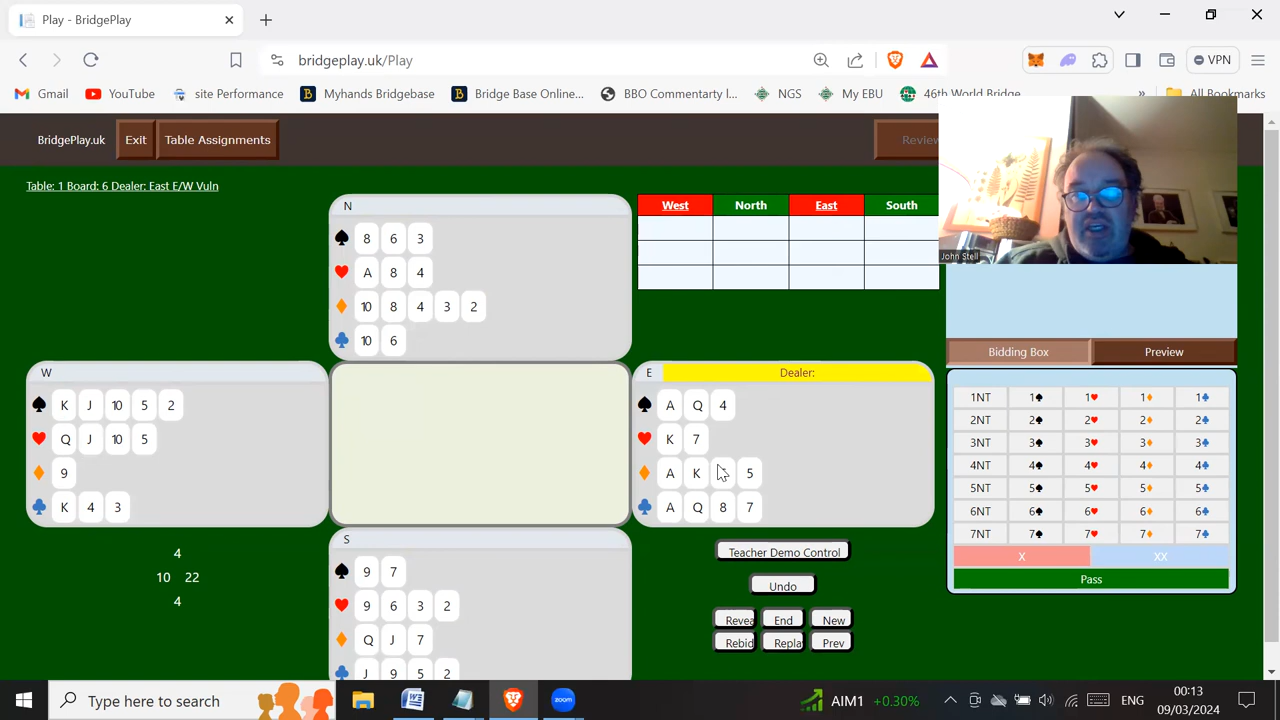 Play - BridgePlay
bridgeplay.uk/Play
VPN
Gmail YouTube site Performance Myhands Bridgebase Bridge Base Online... BBO Commentarty I... NGS My EBU 46th World Bridge » All Bookmarks
BridgePlay.uk Exit Table Assignments Review
Table: 1 Board: 6 Dealer: East E/W Vuln
N
♠ 8 6 3
♥ A 8 4
♦ 10 8 4 3 2
♣ 10 6
West North East South
John Stell
Bidding Box Preview
W
♠ K J 10 5 2
♥ Q J 10 5
♦ 9
♣ K 4 3
E Dealer:
♠ A Q 4
♥ K 7
♦ A K 5
♣ A Q 8 7
1NT 1♠ 1♥ 1♦ 1♣
2NT 2♠ 2♥ 2♦ 2♣
3NT 3♠ 3♥ 3♦ 3♣
4NT 4♠ 4♥ 4♦ 4♣
5NT 5♠ 5♥ 5♦ 5♣
6NT 6♠ 6♥ 6♦ 6♣
7NT 7♠ 7♥ 7♦ 7♣
X XX
Pass
S
♠ 9 7
♥ 9 6 3 2
♦ Q J 7
♣ J 9 5 2
4
10 22
4
Teacher Demo Control
Undo
Revea End New
Rebid Repla Prev
Type here to search
zoom
AIM1 +0.30%
ENG
00:13
09/03/2024